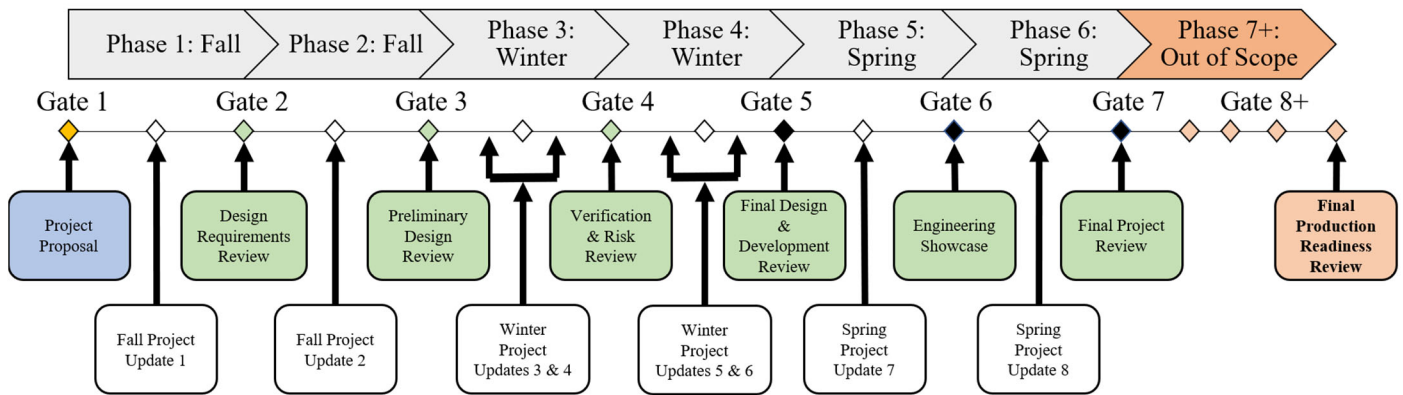 Phase 1: Fall
Phase 2: Fall
Phase 3:
Winter
Phase 4:
Winter
Phase 5:
Spring
Phase 6:
Spring
Phase 7+:
Out of Scope
Gate 1
Gate 2
Gate 3
Gate 4
Gate 5
Gate 6
Gate 7
Gate 8+
Project
Proposal
Design
Requirements
Review
Preliminary
Design
Review
Verification
& Risk
Review
Final Design
&
Development
Review
Engineering
Showcase
Final Project
Review
Final
Production
Readiness
Review
Fall Project
Update 1
Fall Project
Update 2
Winter
Project
Updates 3 & 4
Winter
Project
Updates 5 & 6
Spring
Project
Update 7
Spring
Project
Update 8